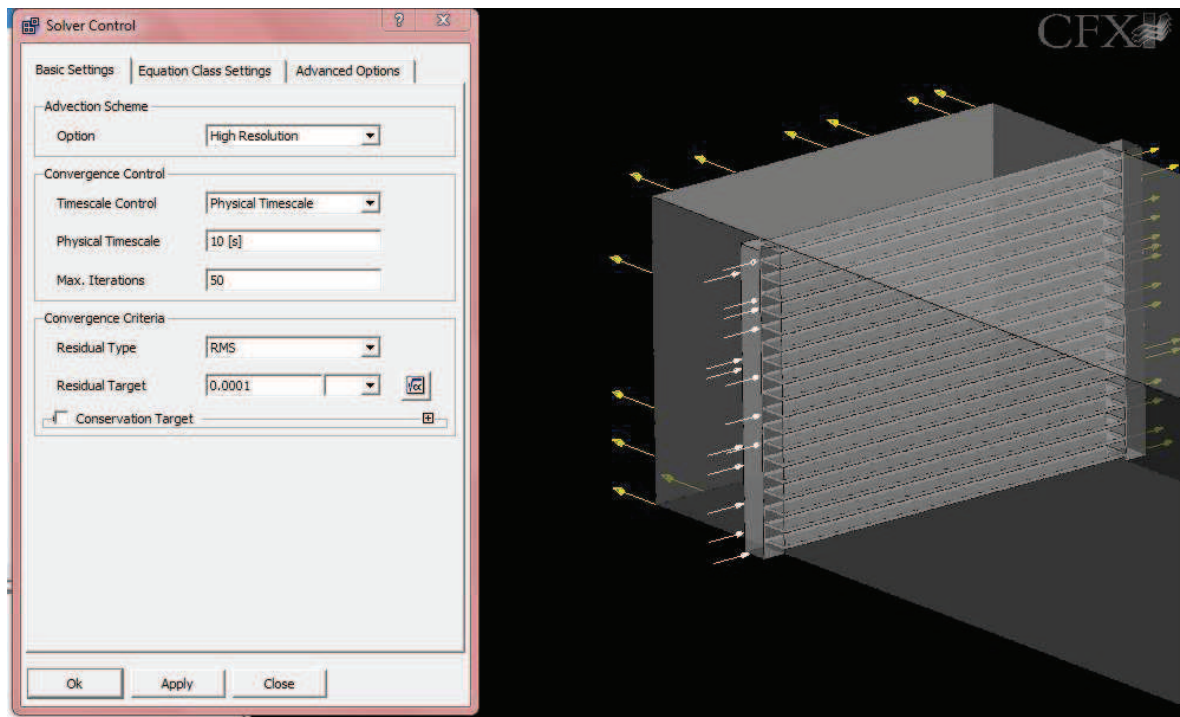 Solver Control
Basic Settings Equation Class Settings Advanced Options
Advection Scheme
Option High Resolution
Convergence Control
Timescale Control Physical Timescale
Physical Timescale 10 [s]
Max. Iterations 50
Convergence Criteria
Residual Type RMS
Residual Target 0.0001
Conservation Target
Ok Apply Close
CFX